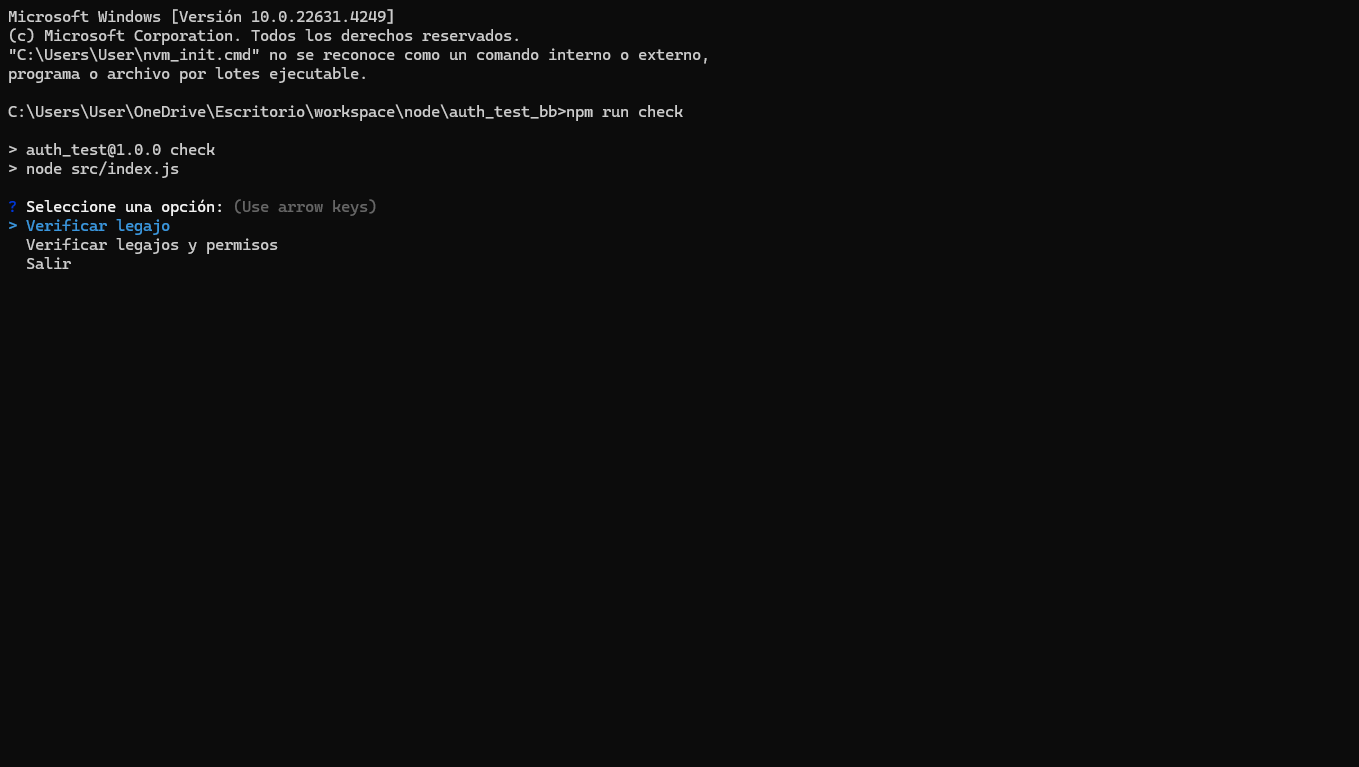 Microsoft Windows [Versión 10.0.22631.4249]
(c) Microsoft Corporation. Todos los derechos reservados.
"C:\Users\User\nvm_init.cmd" no se reconoce como un comando interno o externo,
programa o archivo por lotes ejecutable.
C:\Users\User\OneDrive\Escritorio\workspace\node\auth_test_bb>npm run check
> auth_test@1.0.0 check
> node src/index.js
? Seleccione una opción: (Use arrow keys)
> Verificar legajo
Verificar legajos y permisos
Salir